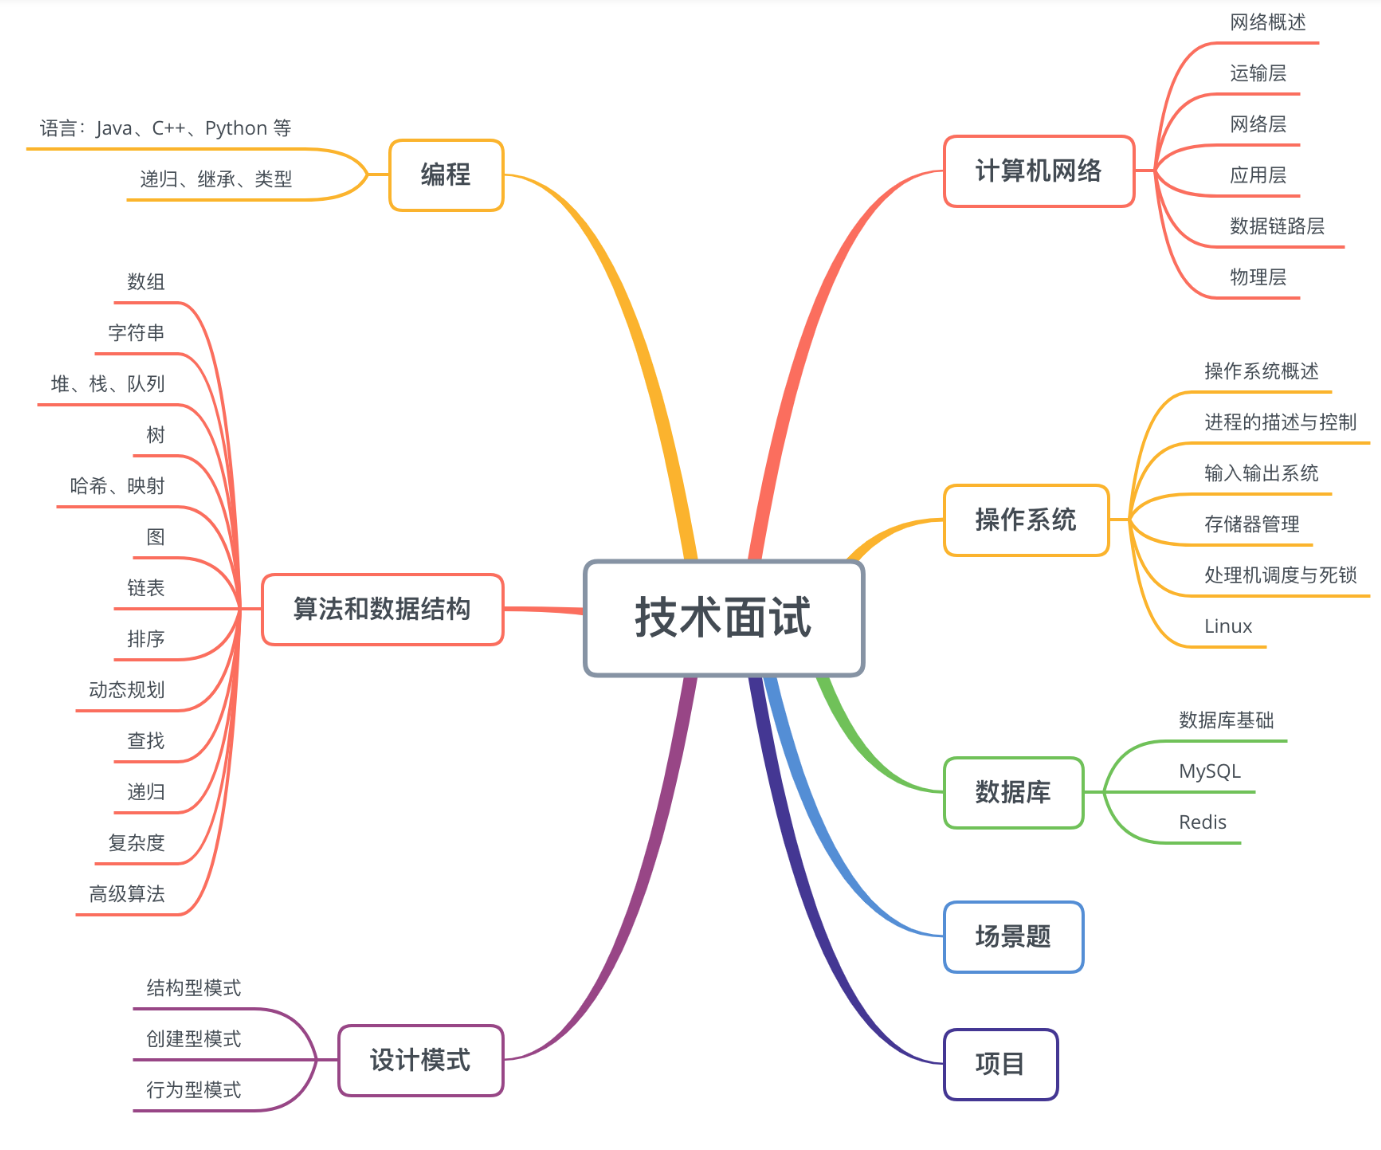 技术面试
计算机网络
网络概述
运输层
网络层
应用层
数据链路层
物理层
操作系统
操作系统概述
进程的描述与控制
输入输出系统
存储器管理
处理机调度与死锁
Linux
数据库
数据库基础
MySQL
Redis
场景题
项目
编程
语言：Java、C++、Python 等
递归、继承、类型
算法和数据结构
数组
字符串
堆、栈、队列
树
哈希、映射
图
链表
排序
动态规划
查找
递归
复杂度
高级算法
设计模式
结构型模式
创建型模式
行为型模式